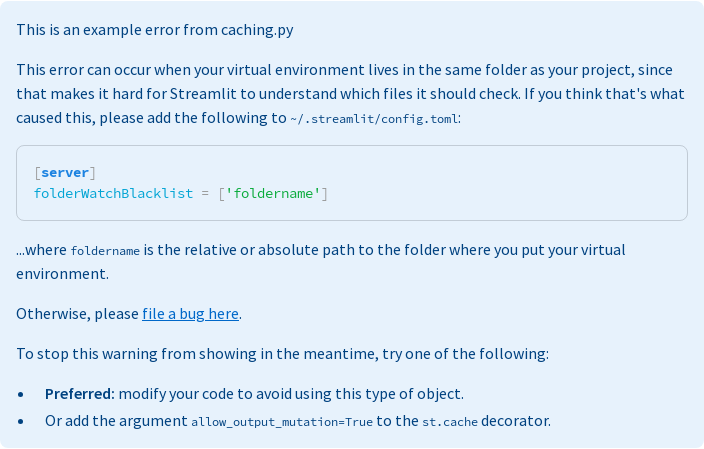 This is an example error from caching.py
This error can occur when your virtual environment lives in the same folder as your project, since
that makes it hard for Streamlit to understand which files it should check. If you think that's what
caused this, please add the following to ~/.streamlit/config.toml:
[server]
folderWatchBlacklist = ['foldername']
...where foldername is the relative or absolute path to the folder where you put your virtual
environment.
Otherwise, please file a bug here.
To stop this warning from showing in the meantime, try one of the following:
• Preferred: modify your code to avoid using this type of object.
• Or add the argument allow_output_mutation=True to the st.cache decorator.